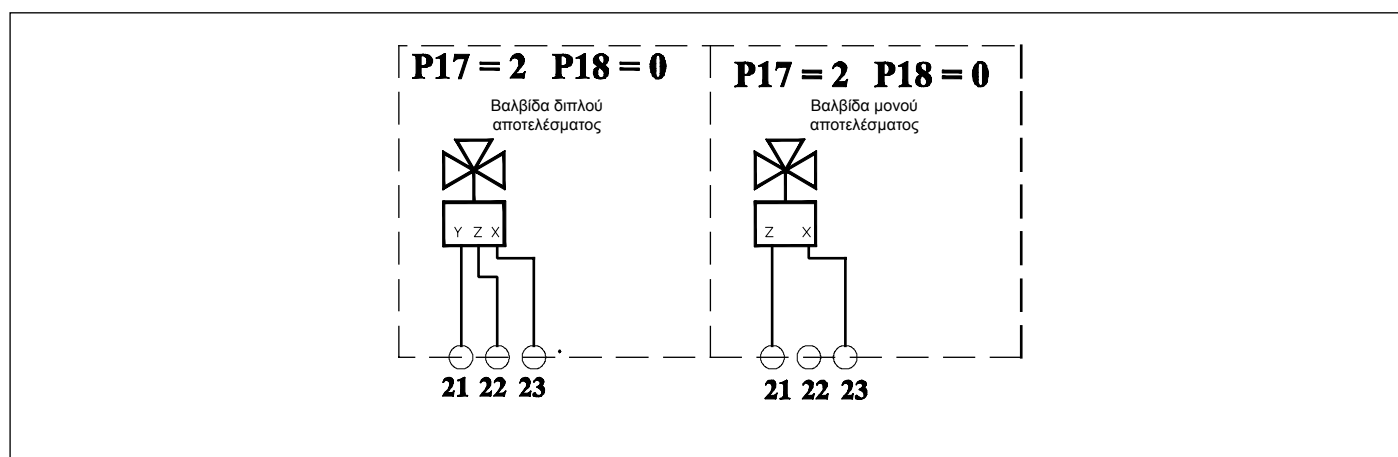 P17 = 2 P18 = 0
Βαλβίδα διπλού
αποτελέσματος
Y Z X
21 22 23
P17 = 2 P18 = 0
Βαλβίδα μονού
αποτελέσματος
Z X
21 22 23